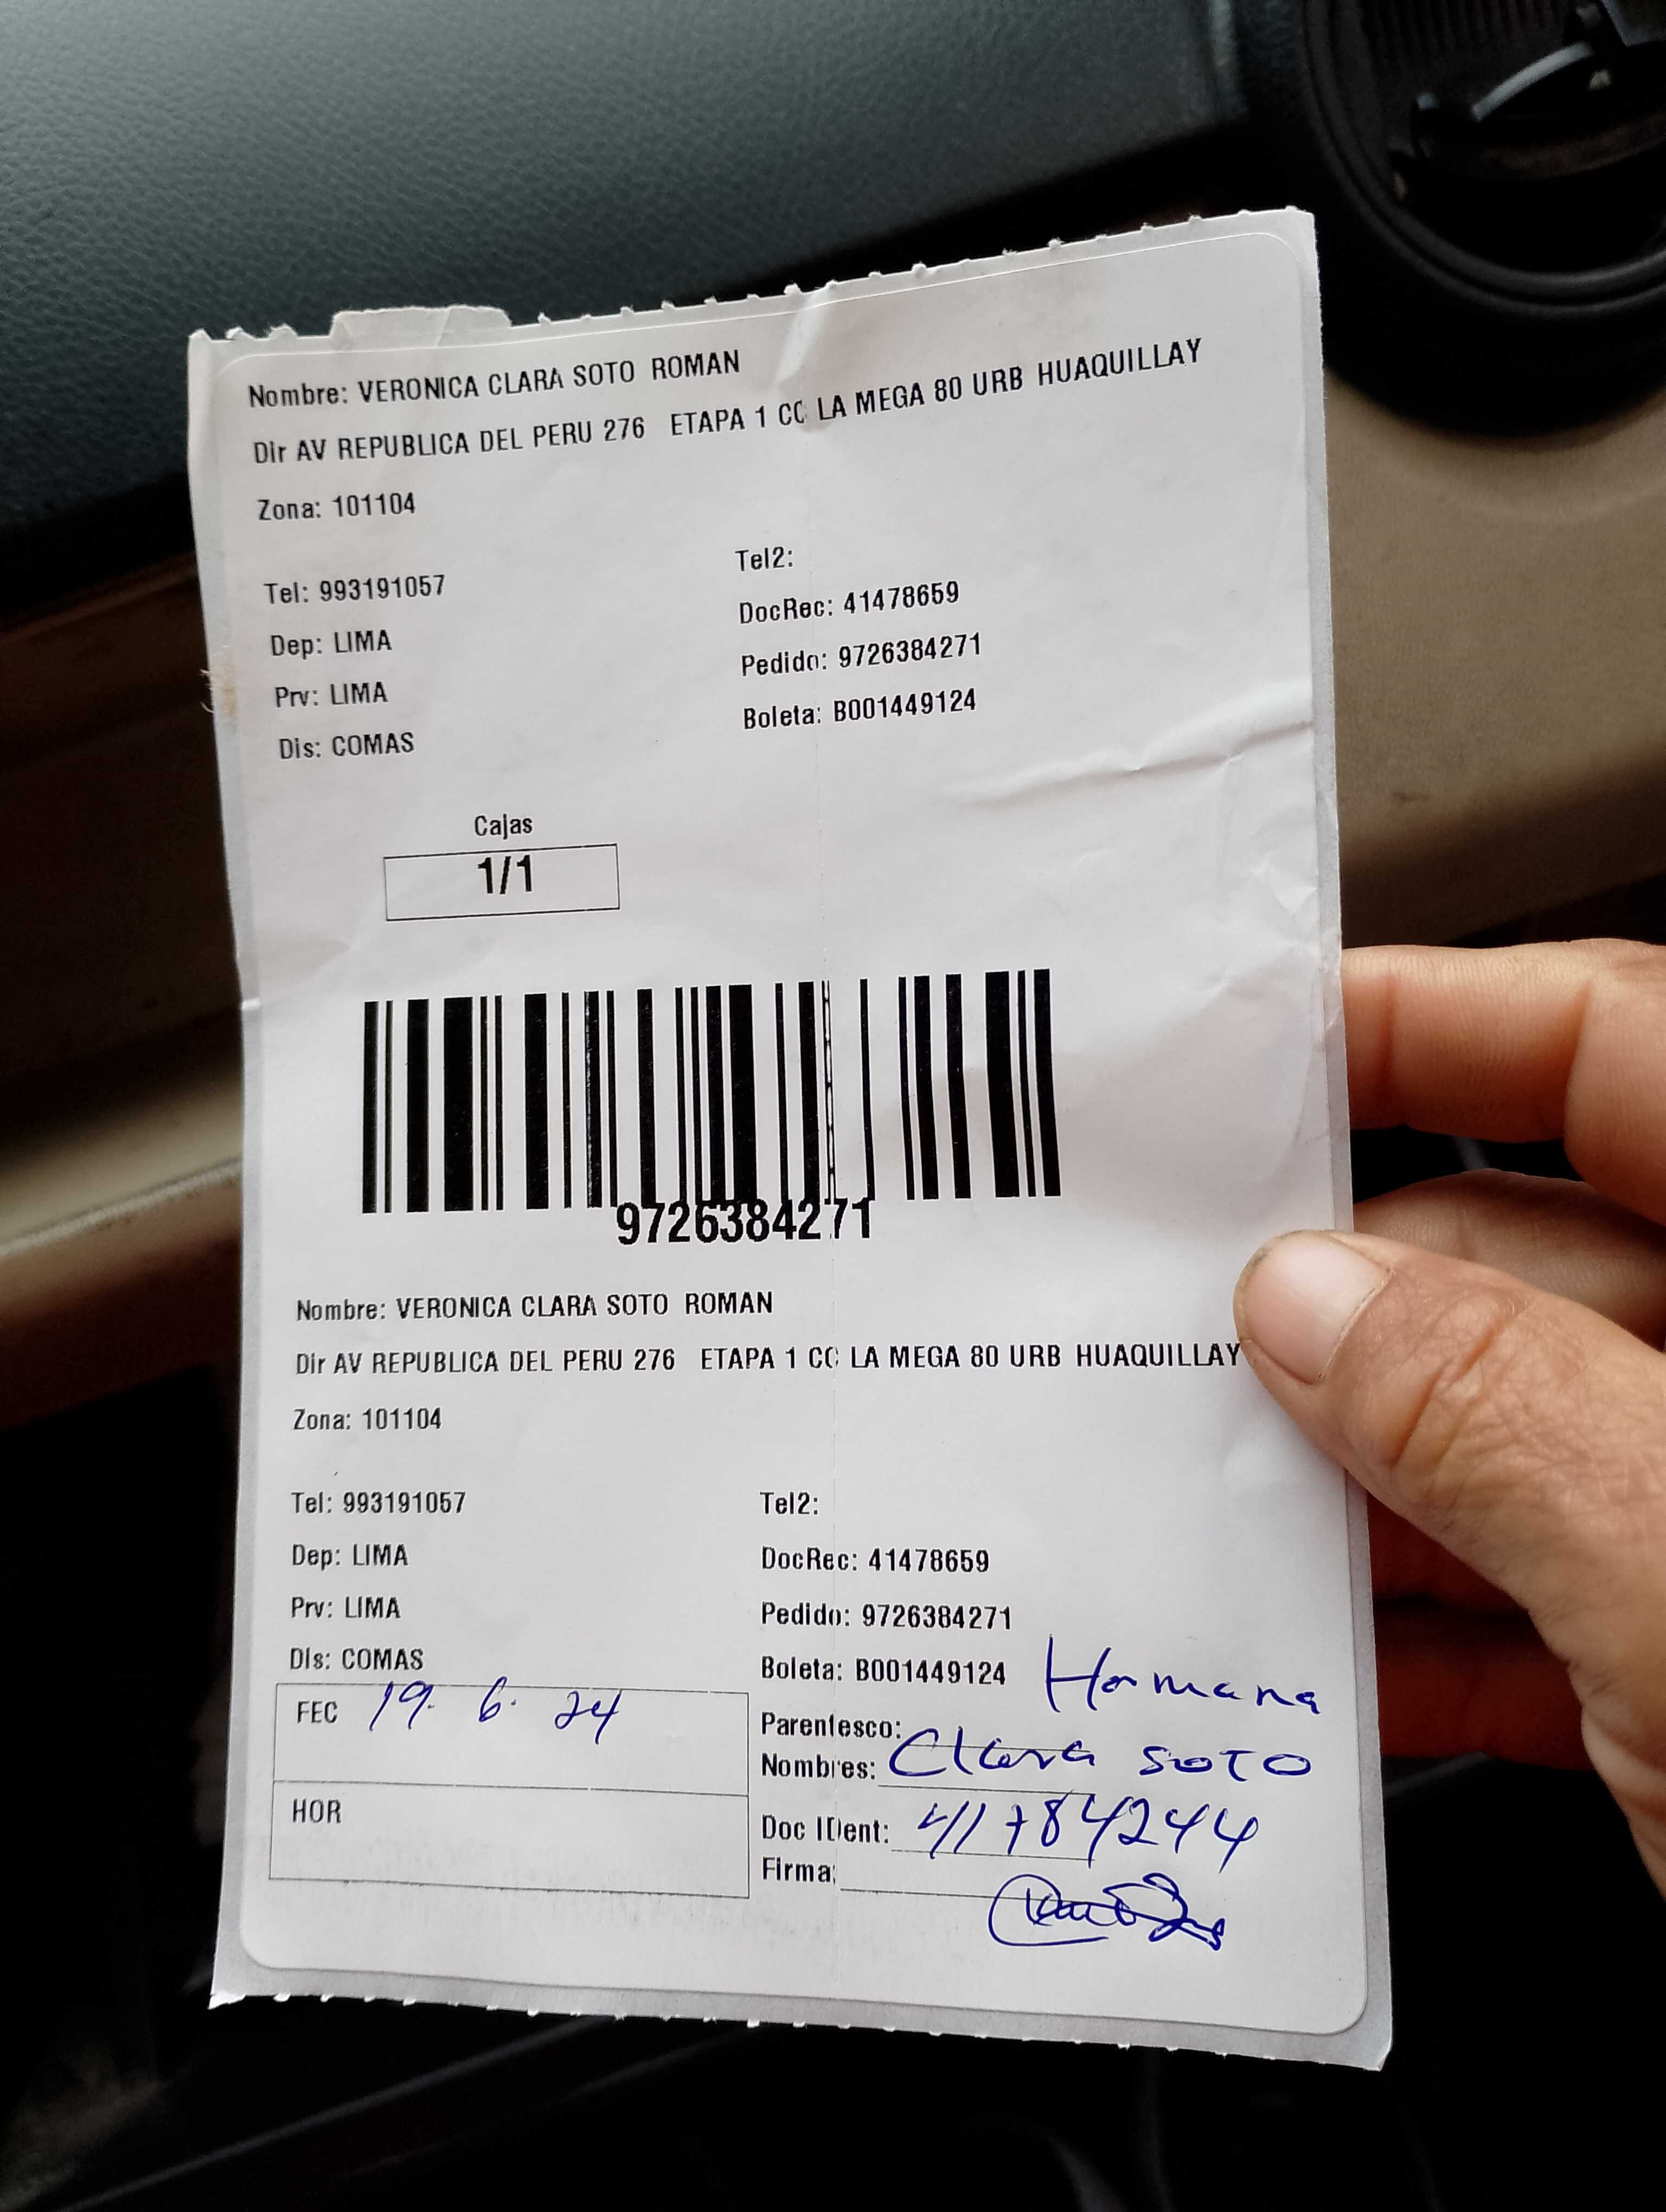 Nombre: VERONICA CLARA SOTO ROMAN
Dir AV REPUBLICA DEL PERU 276 ETAPA 1 CC LA MEGA 80 URB HUAQUILLAY
Zona: 101104
Tel2:
Tel: 993191057
DocRec: 41478659
Dep: LIMA
Pedido: 9726384271
Prv: LIMA
Boleta: B001449124
Dis: COMAS
Cajas
1/1
9726384271
Nombre: VERONICA CLARA SOTO ROMAN
Dir AV REPUBLICA DEL PERU 276 ETAPA 1 CC LA MEGA 80 URB HUAQUILLAY
Zona: 101104
Tel: 993191057 Tel2:
Dep: LIMA DocRec: 41478659
Prv: LIMA Pedido: 9726384271
Dis: COMAS Boleta: B001449124
Hermana
FEC 19. 6. 24
Parentesco:
Nombres: Clara SOTO
HOR
Doc IDent: 411784244
Firma: